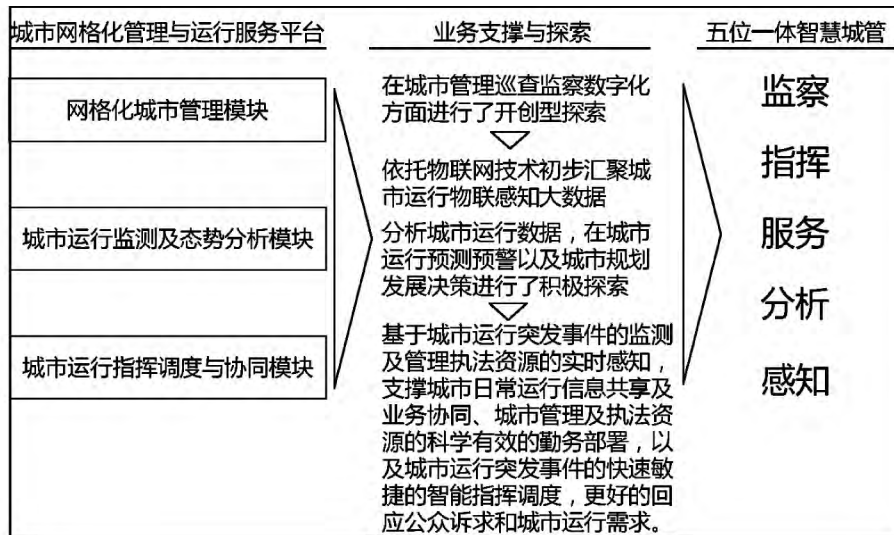 城市网格化管理与运行服务平台
网格化城市管理模块
城市运行监测及态势分析模块
城市运行指挥调度与协同模块
业务支撑与探索
在城市管理巡查监察数字化
方面进行了开创型探索
依托物联网技术初步汇聚城
市运行物联感知大数据
分析城市运行数据，在城市
运行预测预警以及城市规划
发展决策进行了积极探索
基于城市运行突发事件的监测
及管理执法资源的实时感知，
支撑城市日常运行信息共享及
业务协同、城市管理及执法资
源的科学有效的勤务部署，以
及城市运行突发事件的快速敏
捷的智能指挥调度，更好的回
应公众诉求和城市运行需求。
五位一体智慧城管
监察
指挥
服务
分析
感知